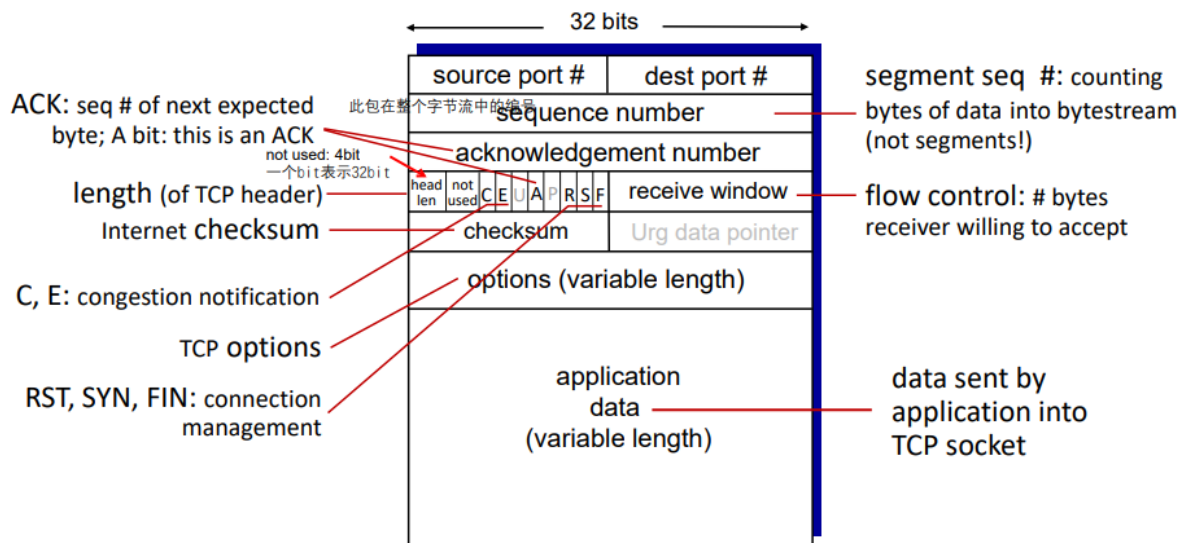 32 bits
source port #
dest port #
segment seq #: counting
bytes of data into bytestream
(not segments!)
ACK: seq # of next expected
byte; A bit: this is an ACK
此包在整个字节流中的编号
sequence number
acknowledgement number
not used: 4bit
一个bit表示32bit
length (of TCP header)
head
len
not
used
C E U A P R S F
receive window
flow control: # bytes
receiver willing to accept
Internet checksum
checksum
Urg data pointer
C, E: congestion notification
options (variable length)
TCP options
RST, SYN, FIN: connection
management
application
data
(variable length)
data sent by
application into
TCP socket